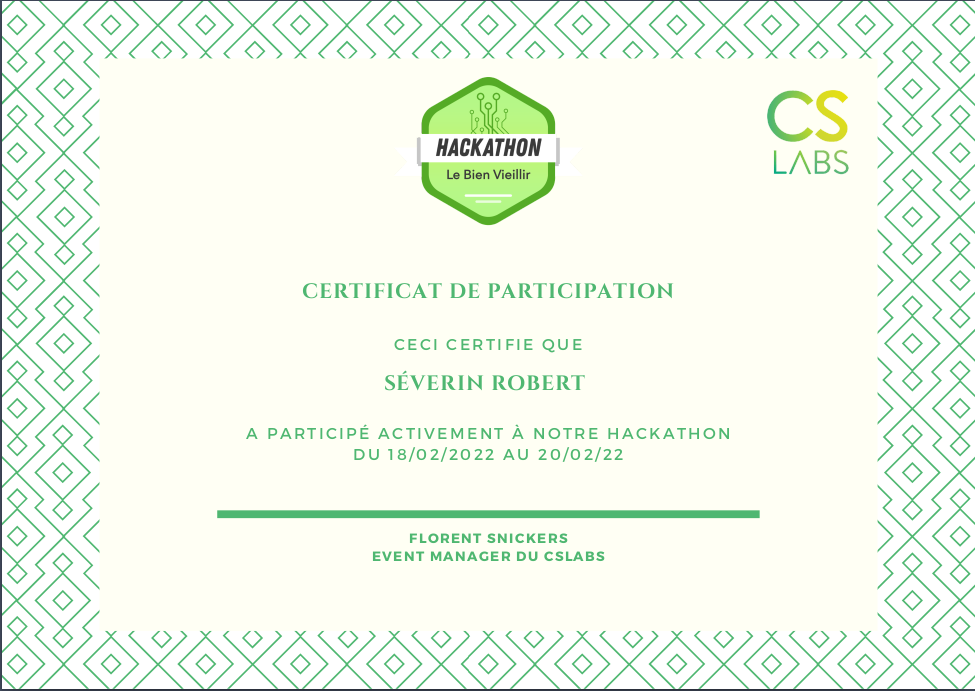 HACKATHON
Le Bien Vieillir
CS
LABS
CERTIFICAT DE PARTICIPATION
CECI CERTIFIE QUE
SÉVERIN ROBERT
A PARTICIPÉ ACTIVEMENT À NOTRE HACKATHON
DU 18/02/2022 AU 20/02/22
FLORENT SNICKERS
EVENT MANAGER DU CSLABS